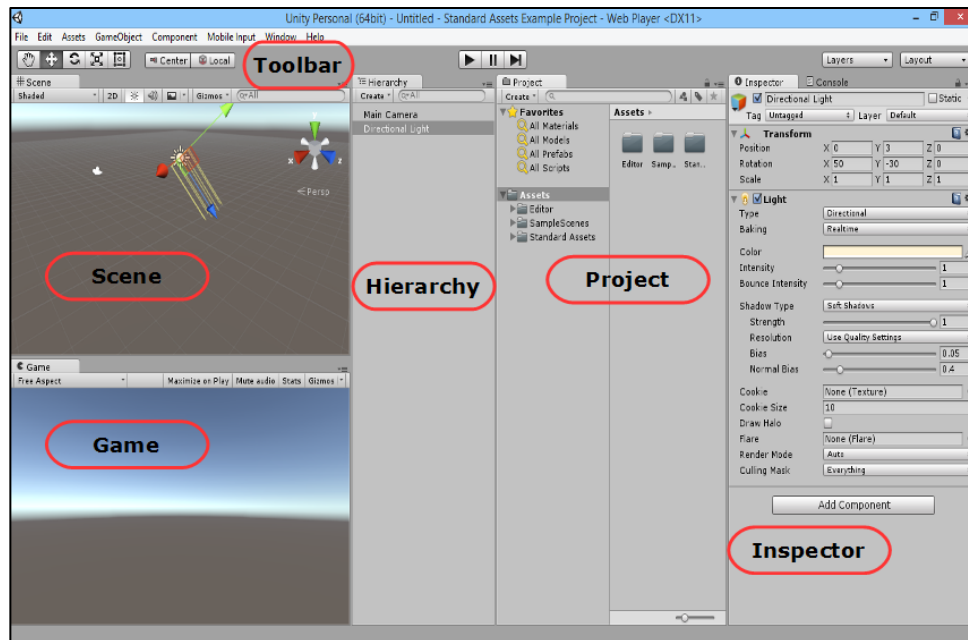 Unity Personal (64bit) - Untitled - Standard Assets Example Project - Web Player <DX11>
File Edit Assets GameObject Component Mobile Input Window Help
Center Local
Toolbar
Layers Layout
Scene
Shaded 2D Gizmos All
x z
Persp
Scene
Game
Free Aspect Maximize on Play Mute audio Stats Gizmos
Game
Hierarchy
Create All
Main Camera
Directional Light
Hierarchy
Project
Create
Favorites
All Materials
All Models
All Prefabs
All Scripts
Assets
Editor
SampleScenes
Standard Assets
Assets
Editor Samp.. Stan..
Project
Inspector Console
Directional Light Static
Tag Untagged Layer Default
Transform
Position X 0 Y 3 Z 0
Rotation X 50 Y -30 Z 0
Scale X 1 Y 1 Z 1
Light
Type Directional
Baking Realtime
Color
Intensity 1
Bounce Intensity 1
Shadow Type Soft Shadows
Strength 1
Resolution Use Quality Settings
Bias 0.05
Normal Bias 0.4
Cookie None (Texture)
Cookie Size 10
Draw Halo
Flare None (Flare)
Render Mode Auto
Culling Mask Everything
Add Component
Inspector